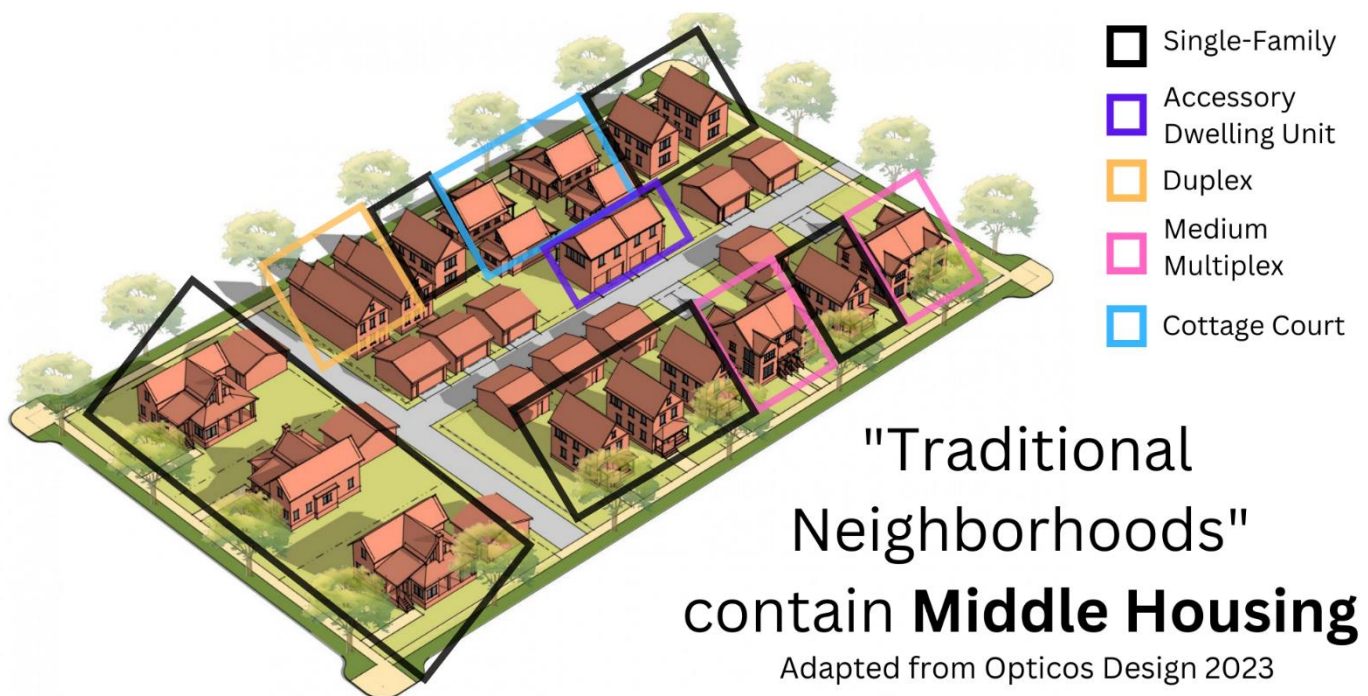 Single-Family
Accessory
Dwelling Unit
Duplex
Medium
Multiplex
Cottage Court
"Traditional
Neighborhoods"
contain Middle Housing
Adapted from Opticos Design 2023